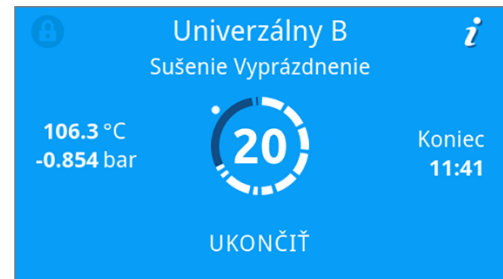 Univerzálny B
i
Sušenie Vyprázdnenie
106.3 °C
-0.854 bar
20
Koniec
11:41
UKONČIŤ